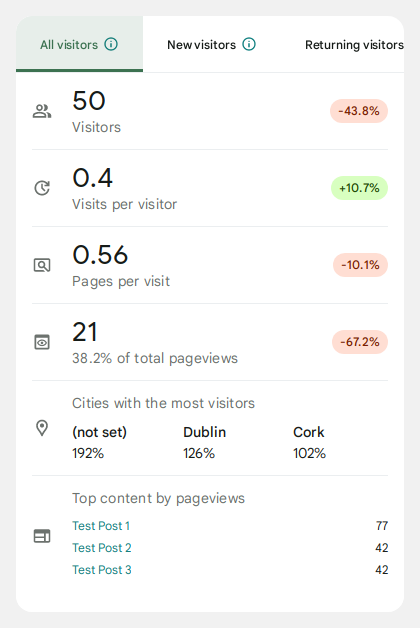 All visitors New visitors Returning visitors
50 -43.8%
Visitors
0.4 +10.7%
Visits per visitor
0.56 -10.1%
Pages per visit
21 -67.2%
38.2% of total pageviews
Cities with the most visitors
(not set) Dublin Cork
192% 126% 102%
Top content by pageviews
Test Post 1 77
Test Post 2 42
Test Post 3 42